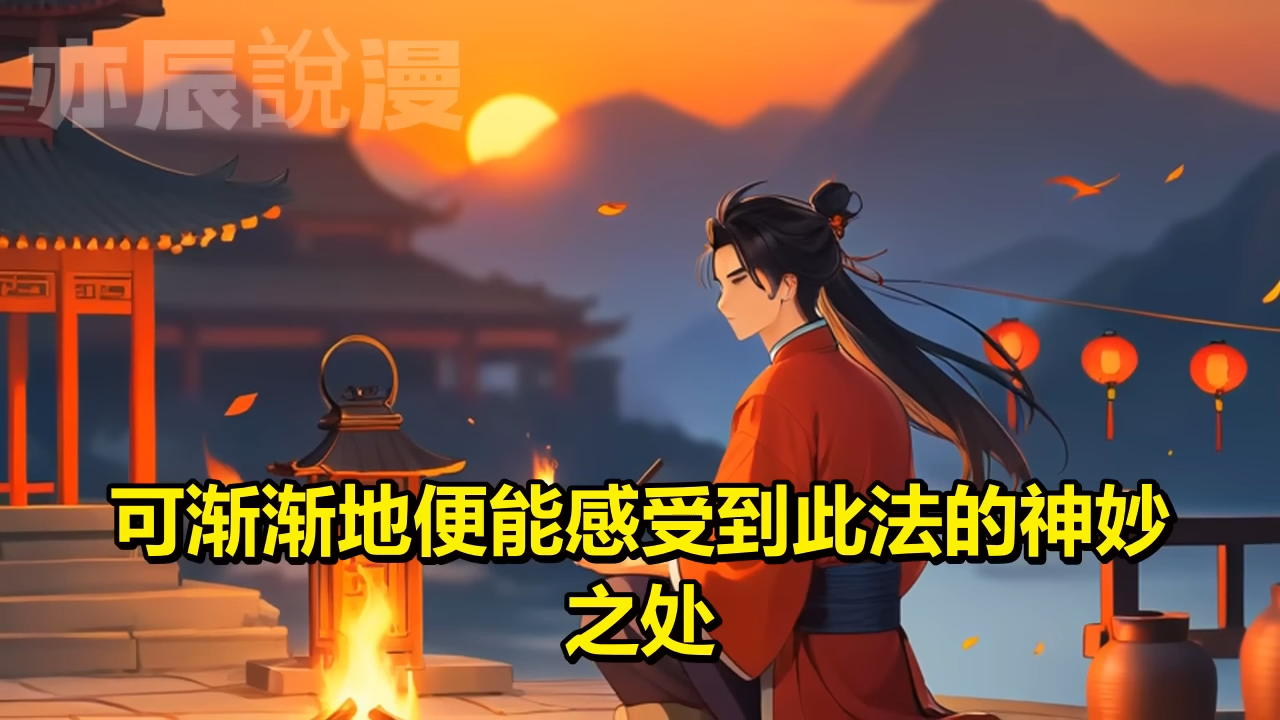 亦辰說漫
可渐渐地便能感受到此法的神妙
之处